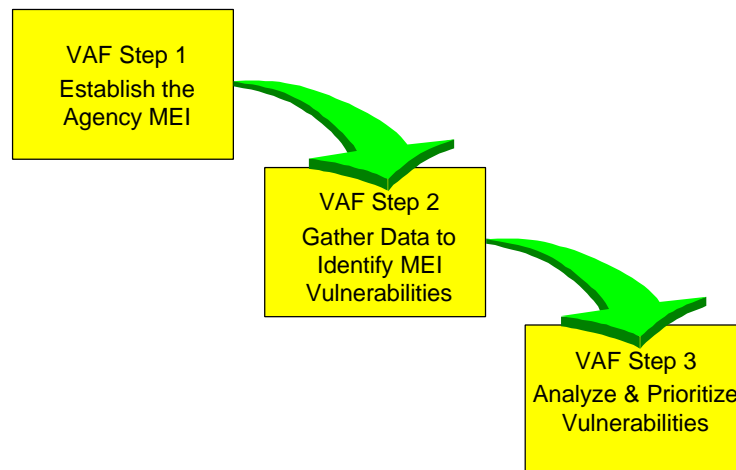 VAF Step 1
Establish the
Agency MEI
VAF Step 2
Gather Data to
Identify MEI
Vulnerabilities
VAF Step 3
Analyze & Prioritize
Vulnerabilities